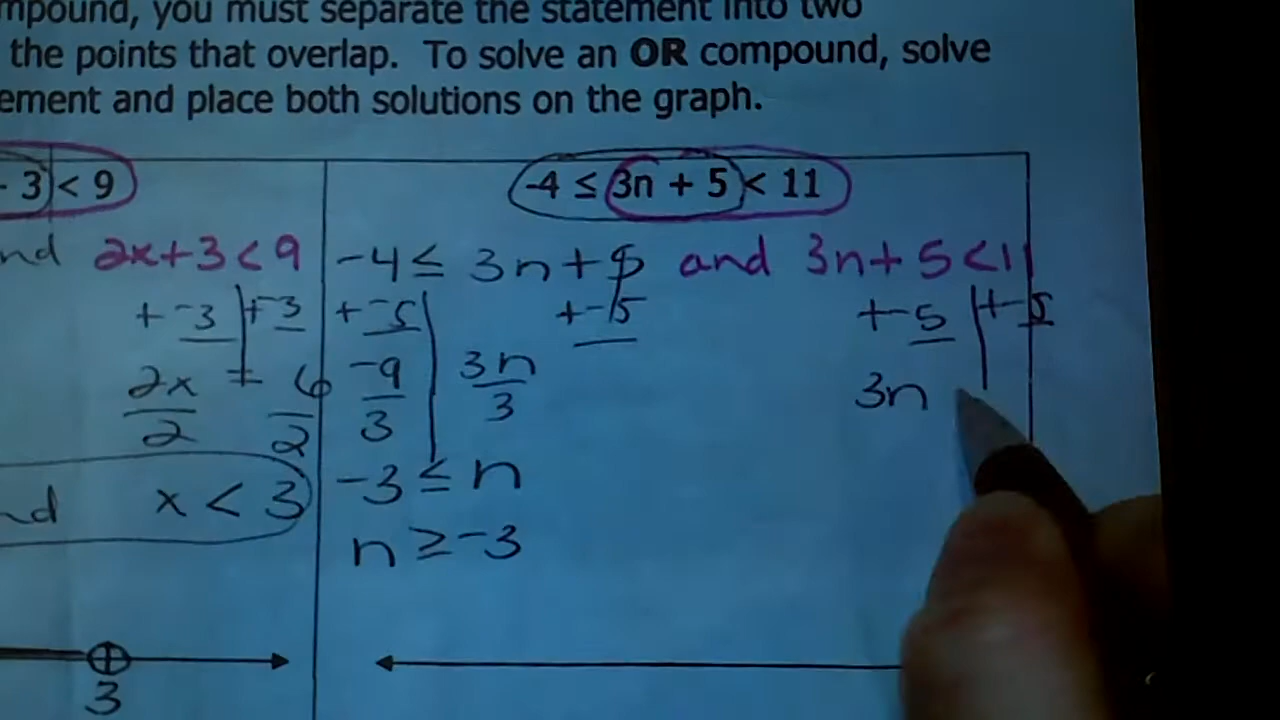 mpound, you must separate the statement into two
the points that overlap. To solve an OR compound, solve
ement and place both solutions on the graph.
- 3 < 9
-4 ≤ 3n + 5 < 11
nd 2x+3<9
+ -3 | + -3
2x = 6
2 2
nd x < 3
3
-4 ≤ 3n+5 and 3n+5<11
+ -5 | + -5 + -5 | + -5
-9 | 3n 3n
3 3
-3 ≤ n
n ≥ -3